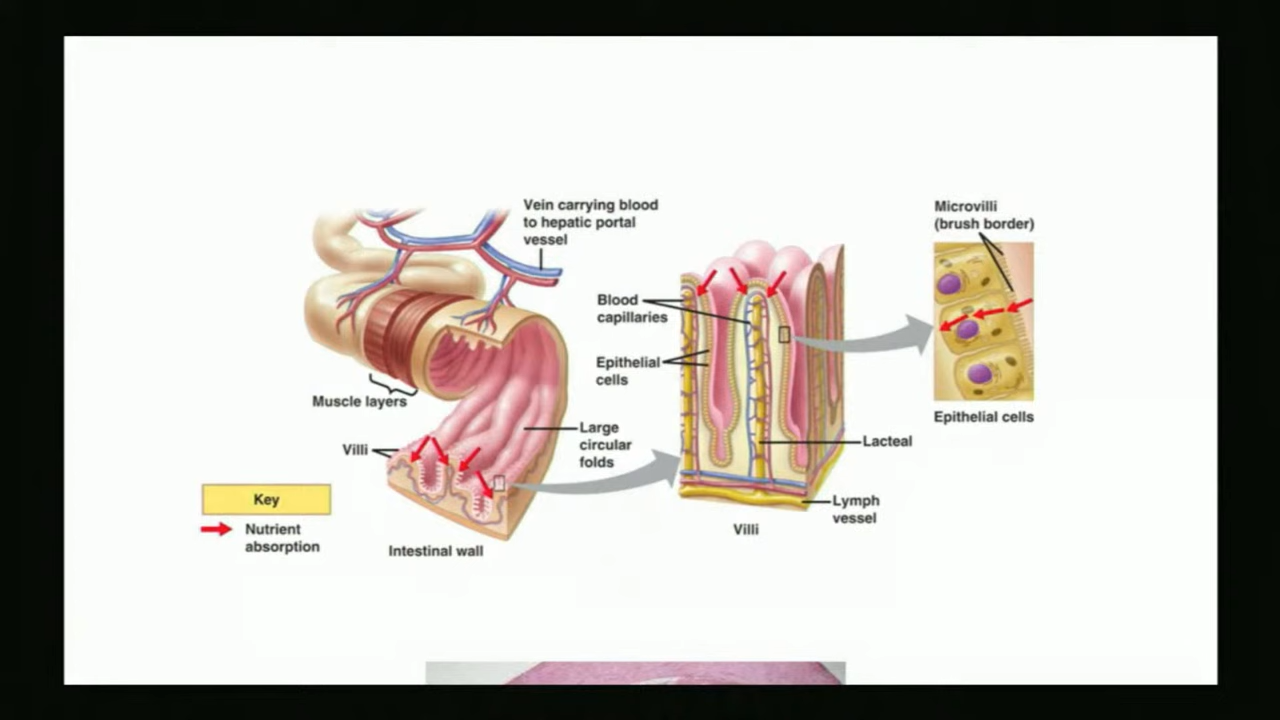 Vein carrying blood
to hepatic portal
vessel
Muscle layers
Villi
Large
circular
folds
Key
Nutrient
absorption
Intestinal wall
Blood
capillaries
Epithelial
cells
Lacteal
Lymph
vessel
Villi
Microvilli
(brush border)
Epithelial cells